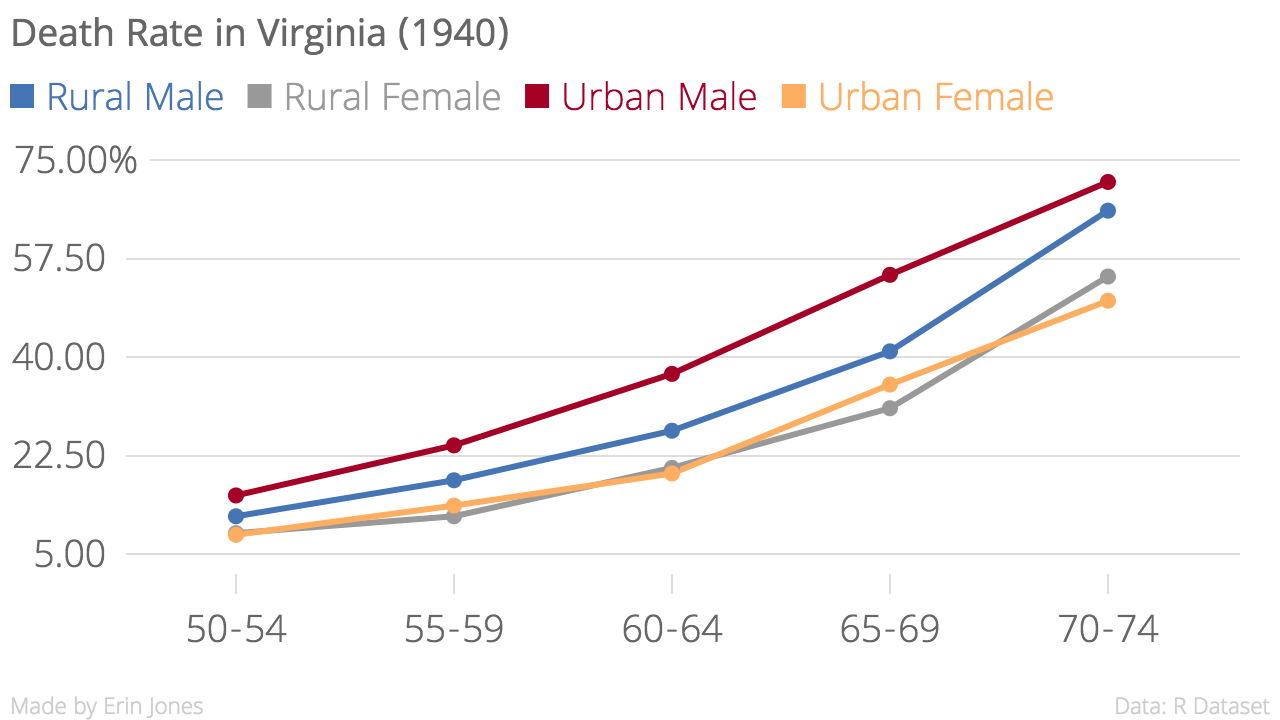 Death Rate in Virginia (1940)
Rural Male Rural Female Urban Male Urban Female
75.00%
57.50
40.00
22.50
5.00
50-54 55-59 60-64 65-69 70-74
Made by Erin Jones Data: R Dataset